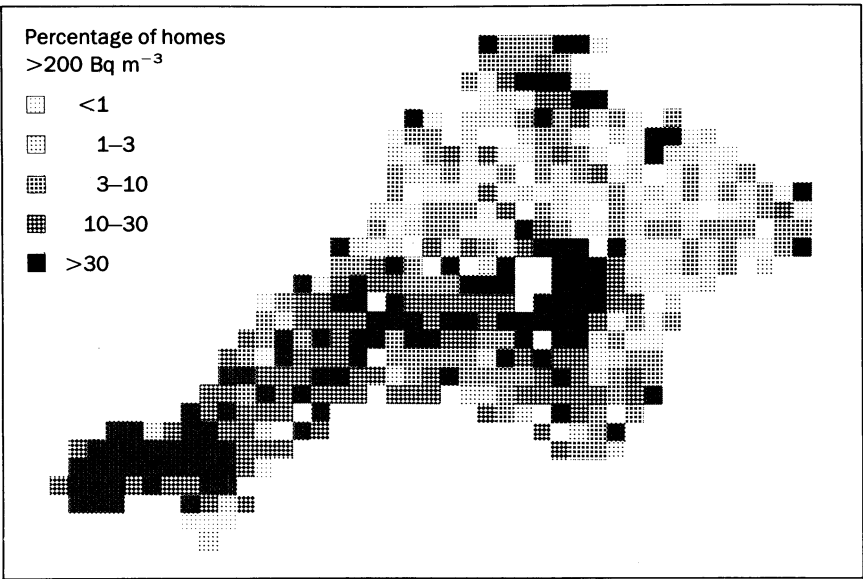 Percentage of homes
>200 Bq m⁻³
<1
1–3
3–10
10–30
>30